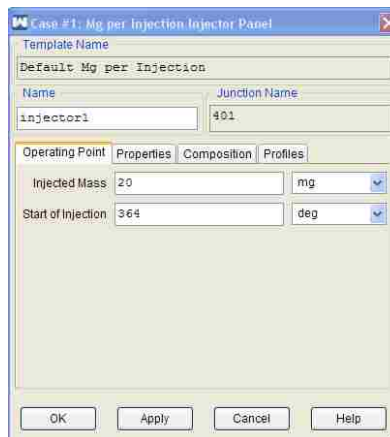 Case #1: Mg per Injection Injector Panel
Template Name
Default Mg per Injection
Name
Junction Name
injector1
401
Operating Point Properties Composition Profiles
Injected Mass 20 mg
Start of Injection 364 deg
OK Apply Cancel Help